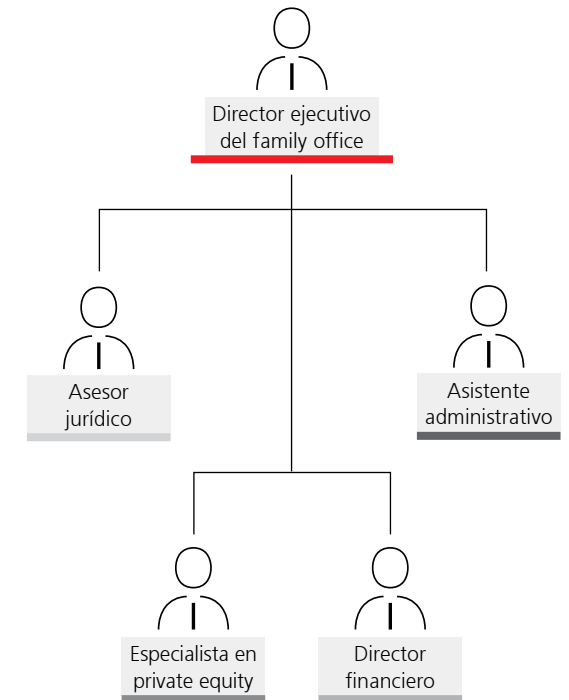 Director ejecutivo
del family office
Asesor
jurídico
Asistente
administrativo
Especialista en
private equity
Director
financiero